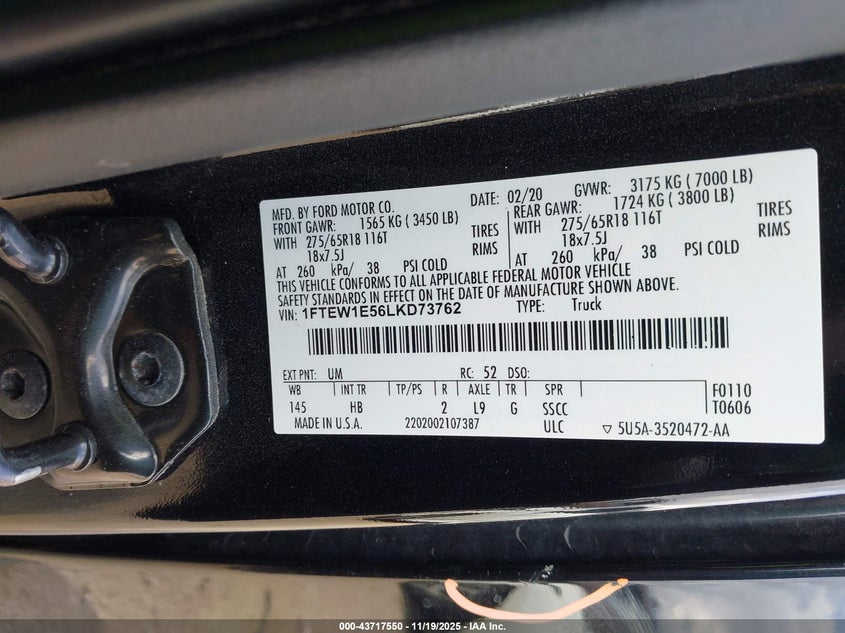 MFD. BY FORD MOTOR CO. DATE: 02/20 GVWR: 3175 KG ( 7000 LB)
FRONT GAWR: 1565 KG ( 3450 LB) REAR GAWR: 1724 KG ( 3800 LB)
WITH 275/65R18 116T TIRES WITH 275/65R18 116T TIRES
18x7.5J RIMS 18x7.5J RIMS
AT 260 kPa/ 38 PSI COLD AT 260 kPa/ 38 PSI COLD
THIS VEHICLE CONFORMS TO ALL APPLICABLE FEDERAL MOTOR VEHICLE
SAFETY STANDARDS IN EFFECT ON THE DATE OF MANUFACTURE SHOWN ABOVE.
VIN: 1FTEW1E56LKD73762 TYPE: Truck
EXT PNT: UM RC: 52 DSO:
WB INT TR TP/PS R AXLE TR SPR F0110
145 HB 2 L9 G SSCC T0606
MADE IN U.S.A. 2202002107387 ULC ▽ 5U5A-3520472-AA
000-43717550 - 11/19/2025 - IAA Inc.